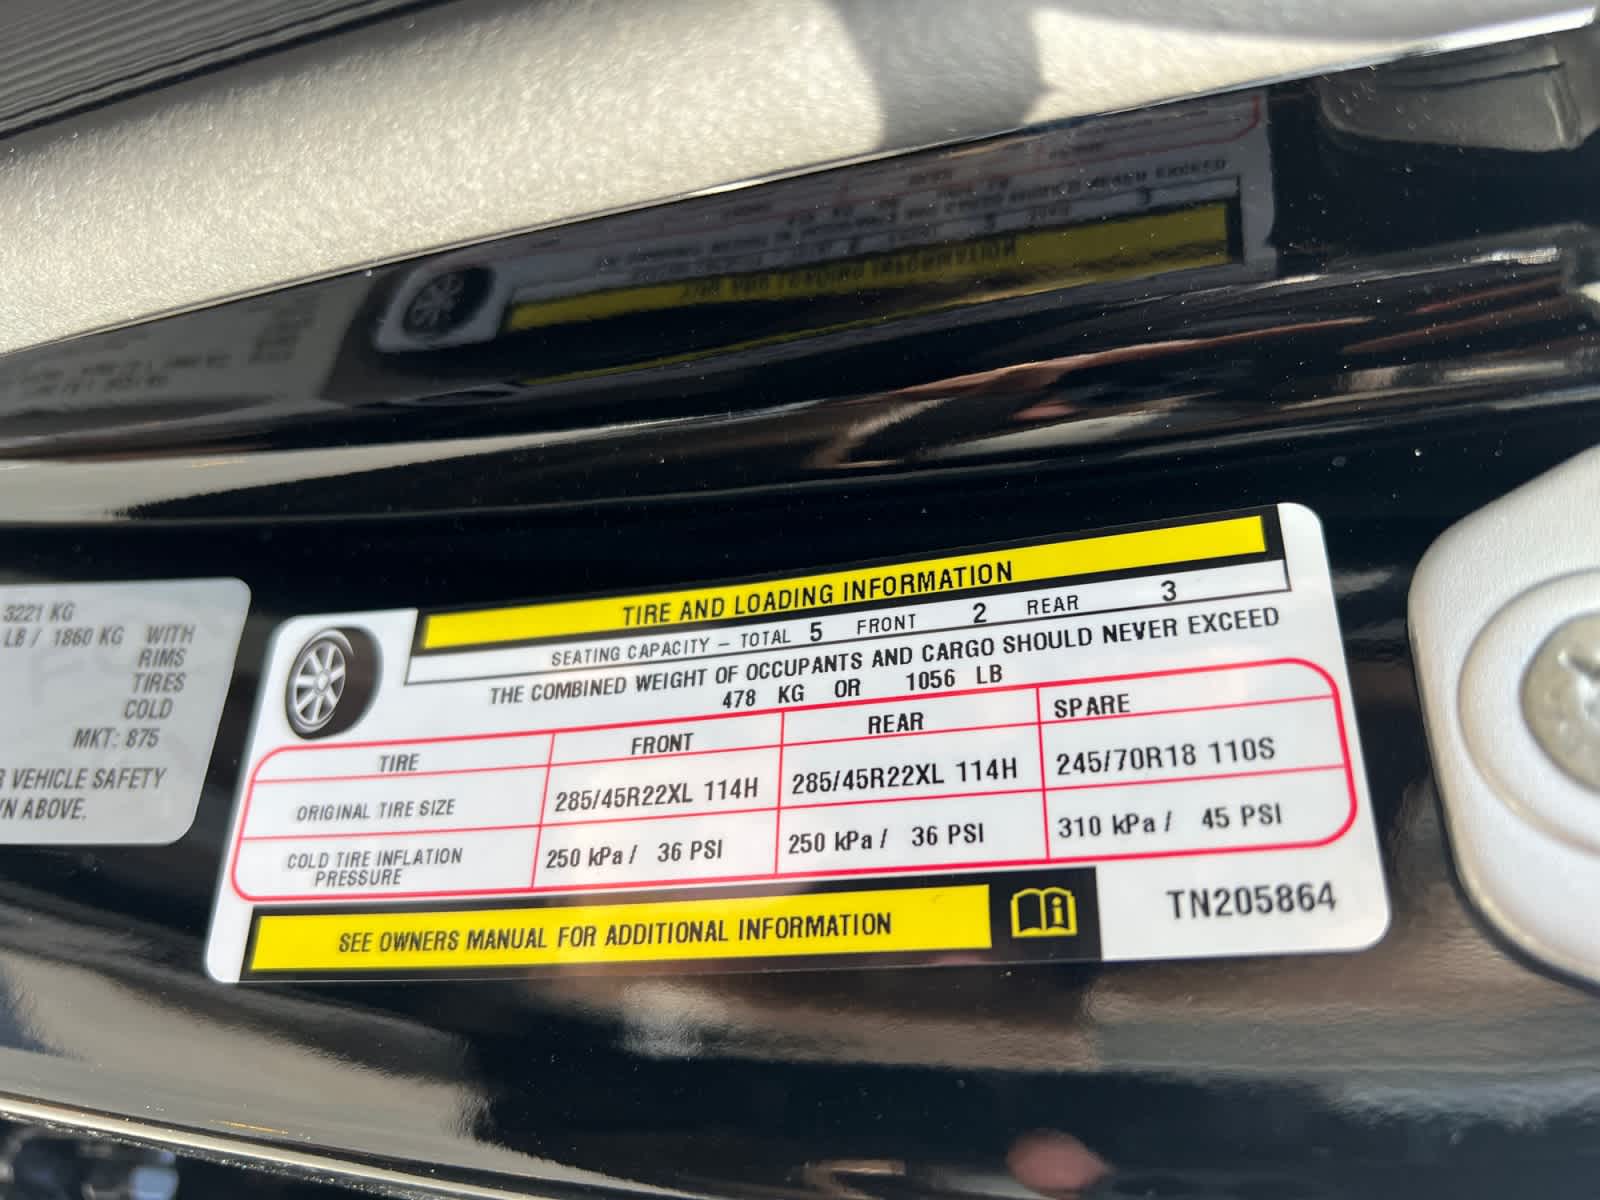 3221 KG
LB / 1860 KG WITH
RIMS
TIRES
COLD
MKT: 875
VEHICLE SAFETY
ABOVE.
TIRE AND LOADING INFORMATION
SEATING CAPACITY – TOTAL 5 FRONT 2 REAR 3
THE COMBINED WEIGHT OF OCCUPANTS AND CARGO SHOULD NEVER EXCEED
478 KG OR 1056 LB
TIRE FRONT REAR SPARE
ORIGINAL TIRE SIZE 285/45R22XL 114H 285/45R22XL 114H 245/70R18 110S
COLD TIRE INFLATION
PRESSURE 250 kPa / 36 PSI 250 kPa / 36 PSI 310 kPa / 45 PSI
SEE OWNERS MANUAL FOR ADDITIONAL INFORMATION
TN205864